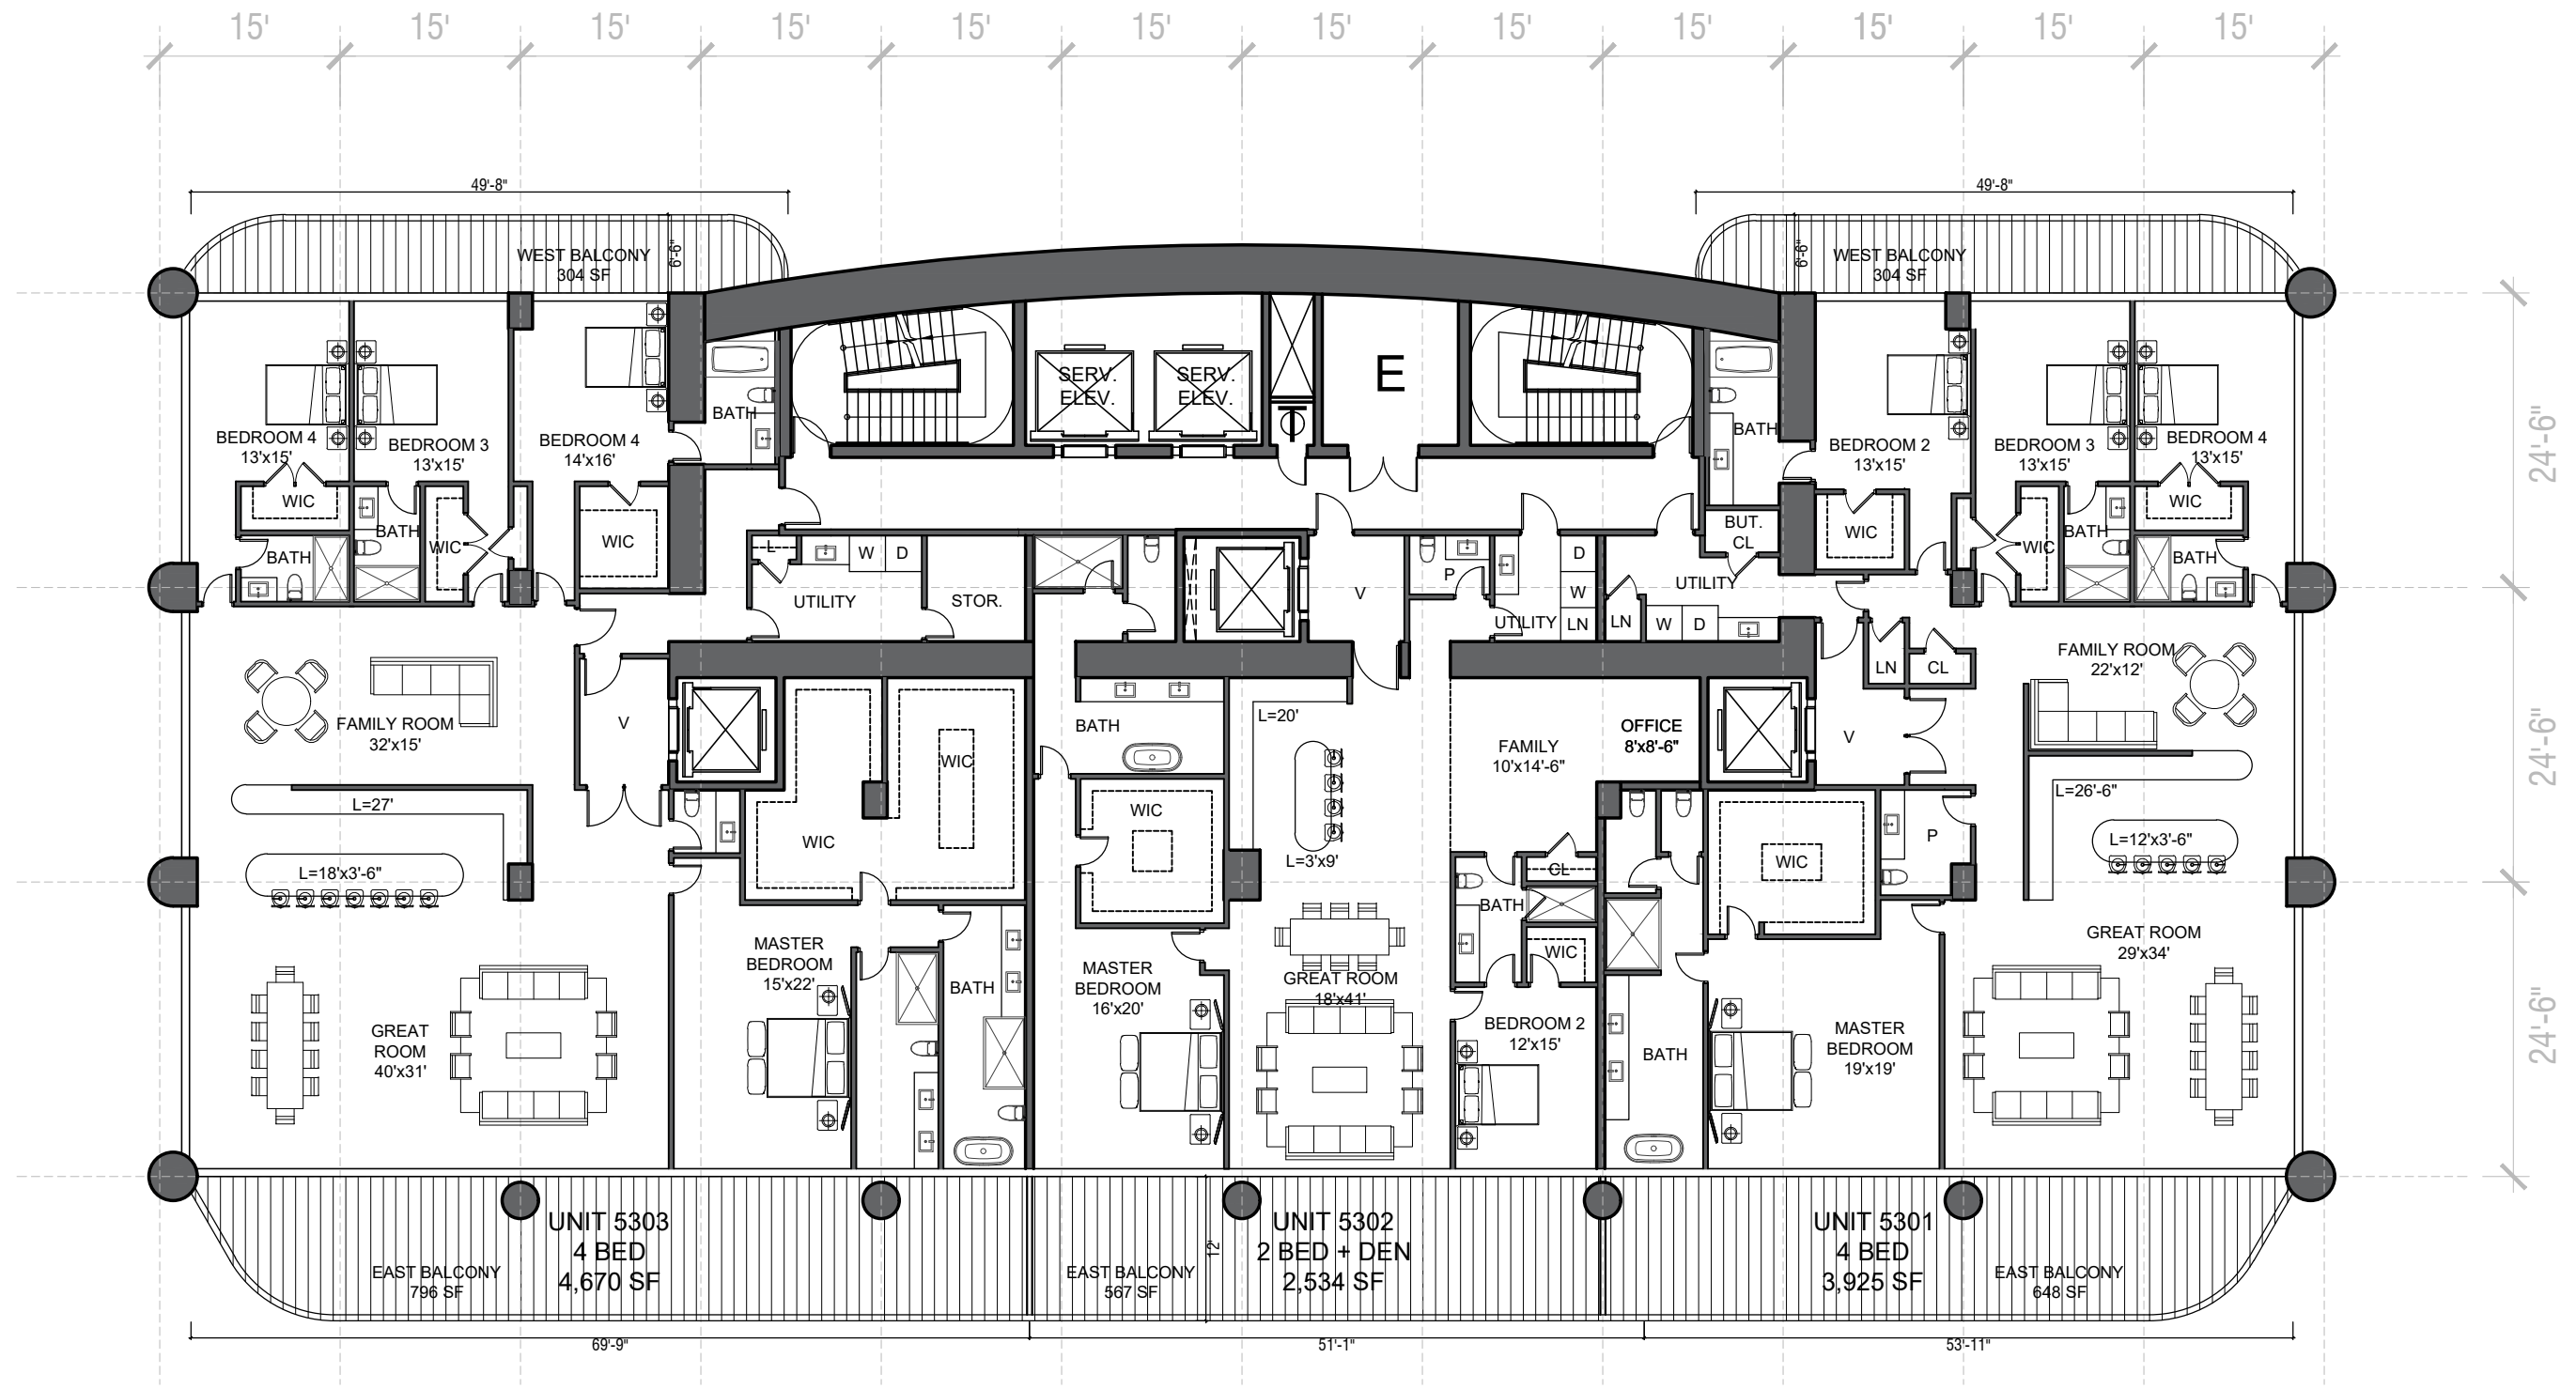 15' 15' 15' 15' 15' 15' 15' 15' 15' 15' 15' 15'
49'-8" 49'-8"
WEST BALCONY
304 SF
6'-6"
6'-6"
WEST BALCONY
304 SF
BEDROOM 4
13'x15'
BEDROOM 3
13'x15'
BEDROOM 4
14'x16'
BATH
SERV.
ELEV.
SERV.
ELEV.
E
BATH
BEDROOM 2
13'x15'
BEDROOM 3
13'x15'
BEDROOM 4
13'x15'
24'-6"
WIC
BATH
BATH
WIC
WIC
L
W
D
UTILITY
STOR.
V
P
D
W
LN
UTILITY
BUT.
CL
UTILITY
LN
W
D
WIC
WIC
BATH
WIC
BATH
FAMILY ROOM
32'x15'
V
WIC
WIC
BATH
L=20'
FAMILY
10'x14'-6"
OFFICE
8'x8'-6"
V
LN
CL
FAMILY ROOM
22'x12'
24'-6"
L=27'
L=18'x3'-6"
WIC
L=3'x9'
CL
BATH
WIC
WIC
P
L=26'-6"
L=12'x3'-6"
GREAT
ROOM
40'x31'
MASTER
BEDROOM
15'x22'
BATH
MASTER
BEDROOM
16'x20'
GREAT ROOM
18'x41'
BEDROOM 2
12'x15'
BATH
MASTER
BEDROOM
19'x19'
GREAT ROOM
29'x34'
24'-6"
UNIT 5303
4 BED
4,670 SF
EAST BALCONY
796 SF
EAST BALCONY
567 SF
12'
UNIT 5302
2 BED + DEN
2,534 SF
UNIT 5301
4 BED
3,925 SF
EAST BALCONY
648 SF
69'-9" 51'-1" 53'-11"